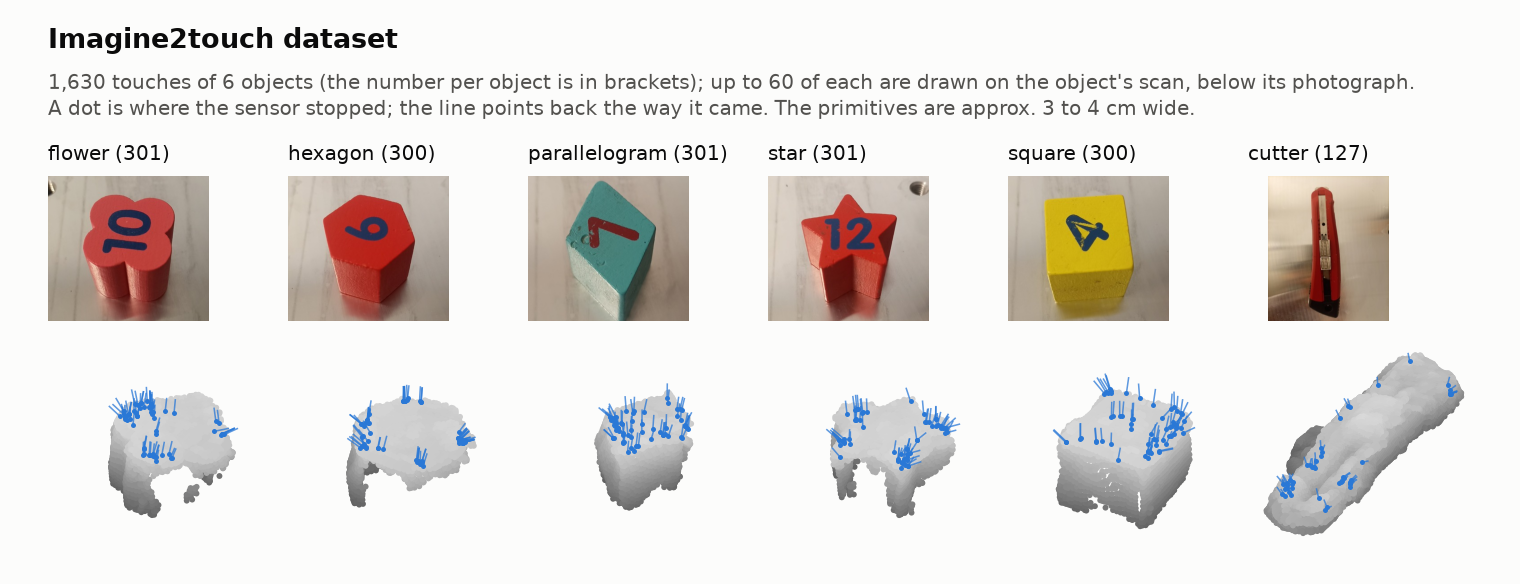 Imagine2touch dataset
1,630 touches of 6 objects (the number per object is in brackets); up to 60 of each are drawn on the object's scan, below its photograph.
A dot is where the sensor stopped; the line points back the way it came. The primitives are approx. 3 to 4 cm wide.
flower (301)
hexagon (300)
parallelogram (301)
star (301)
square (300)
cutter (127)
10
6
7
12
4